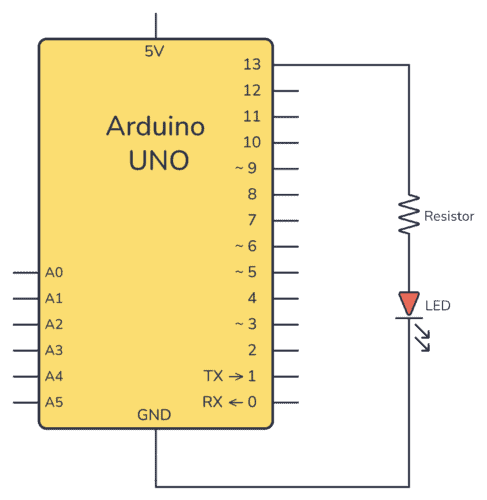 5V
13
12
11
Arduino
UNO
10
~ 9
8
7
~ 6
~ 5
4
~ 3
2
TX → 1
RX ← 0
A0
A1
A2
A3
A4
A5
GND
Resistor
LED